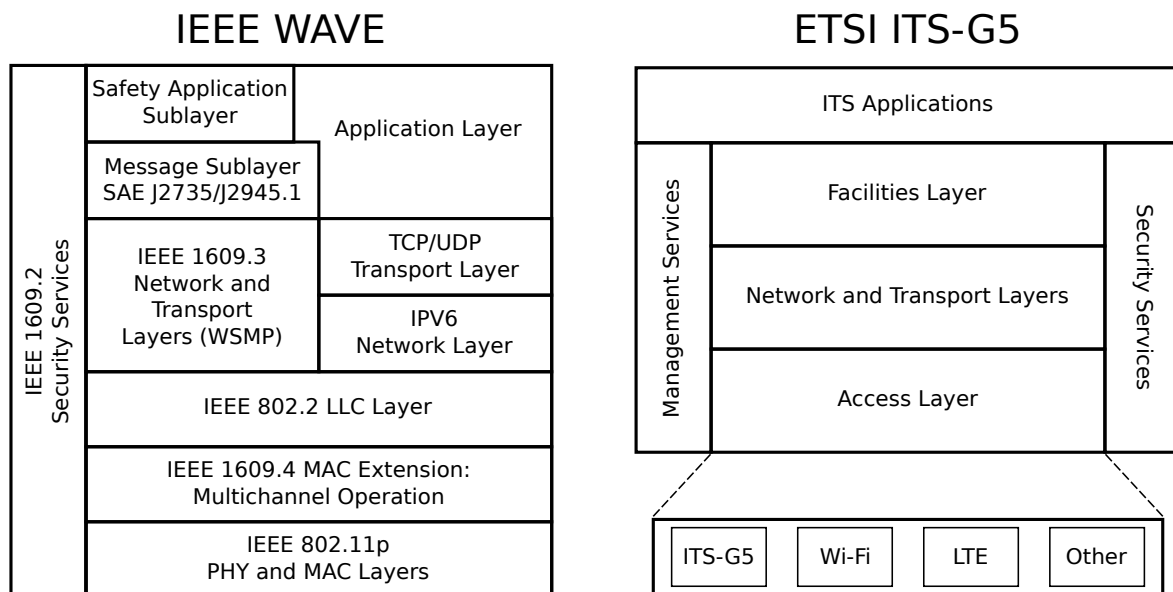 IEEE WAVE
IEEE 1609.2
Security Services
Safety Application
Sublayer
Application Layer
Message Sublayer
SAE J2735/J2945.1
IEEE 1609.3
Network and
Transport
Layers (WSMP)
TCP/UDP
Transport Layer
IPV6
Network Layer
IEEE 802.2 LLC Layer
IEEE 1609.4 MAC Extension:
Multichannel Operation
IEEE 802.11p
PHY and MAC Layers
ETSI ITS-G5
ITS Applications
Management Services
Facilities Layer
Network and Transport Layers
Access Layer
Security Services
ITS-G5
Wi-Fi
LTE
Other